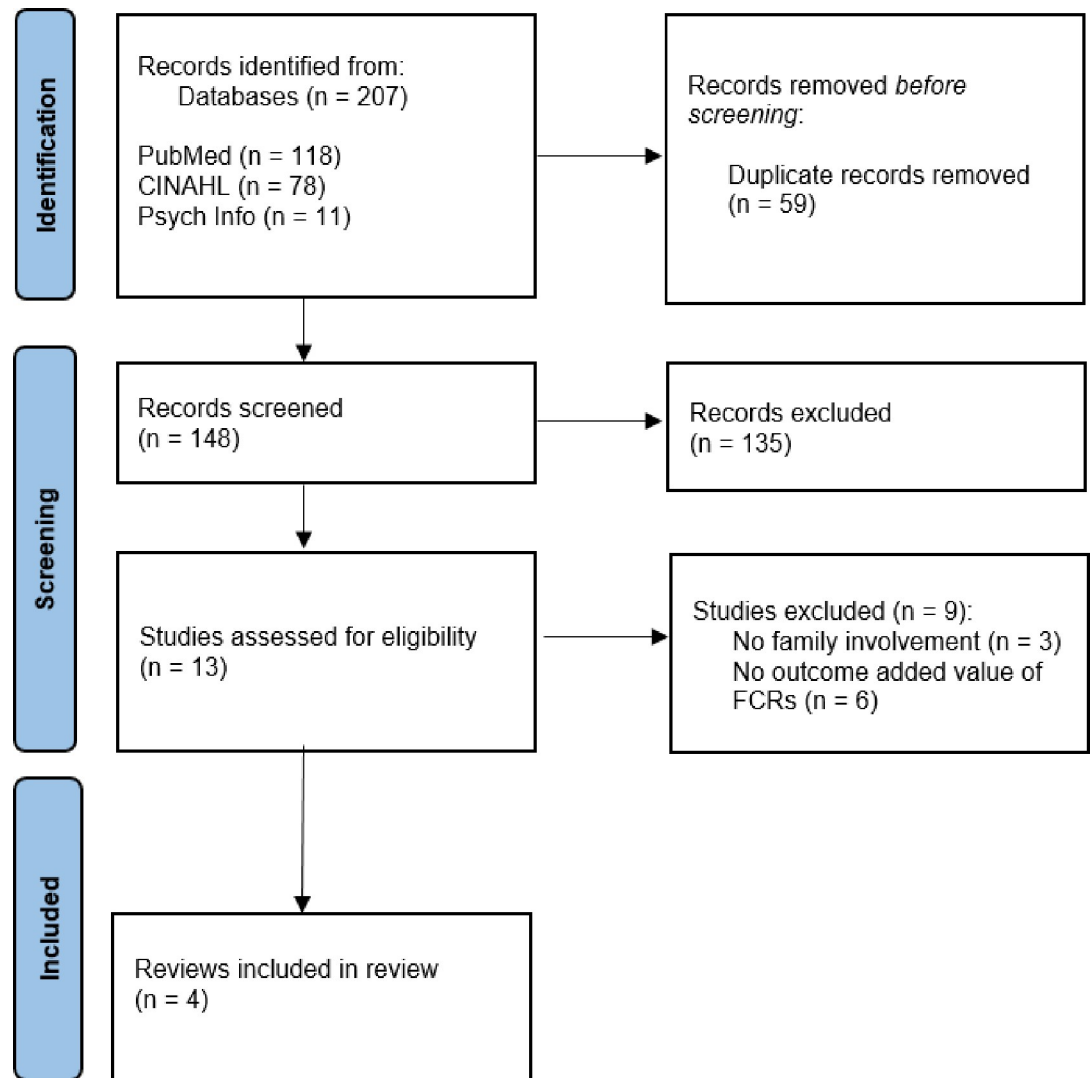 Identification
Records identified from:
Databases (n = 207)
PubMed (n = 118)
CINAHL (n = 78)
Psych Info (n = 11)
Records removed before
screening:
Duplicate records removed
(n = 59)
Screening
Records screened
(n = 148)
Records excluded
(n = 135)
Studies assessed for eligibility
(n = 13)
Studies excluded (n = 9):
No family involvement (n = 3)
No outcome added value of
FCRs (n = 6)
Included
Reviews included in review
(n = 4)